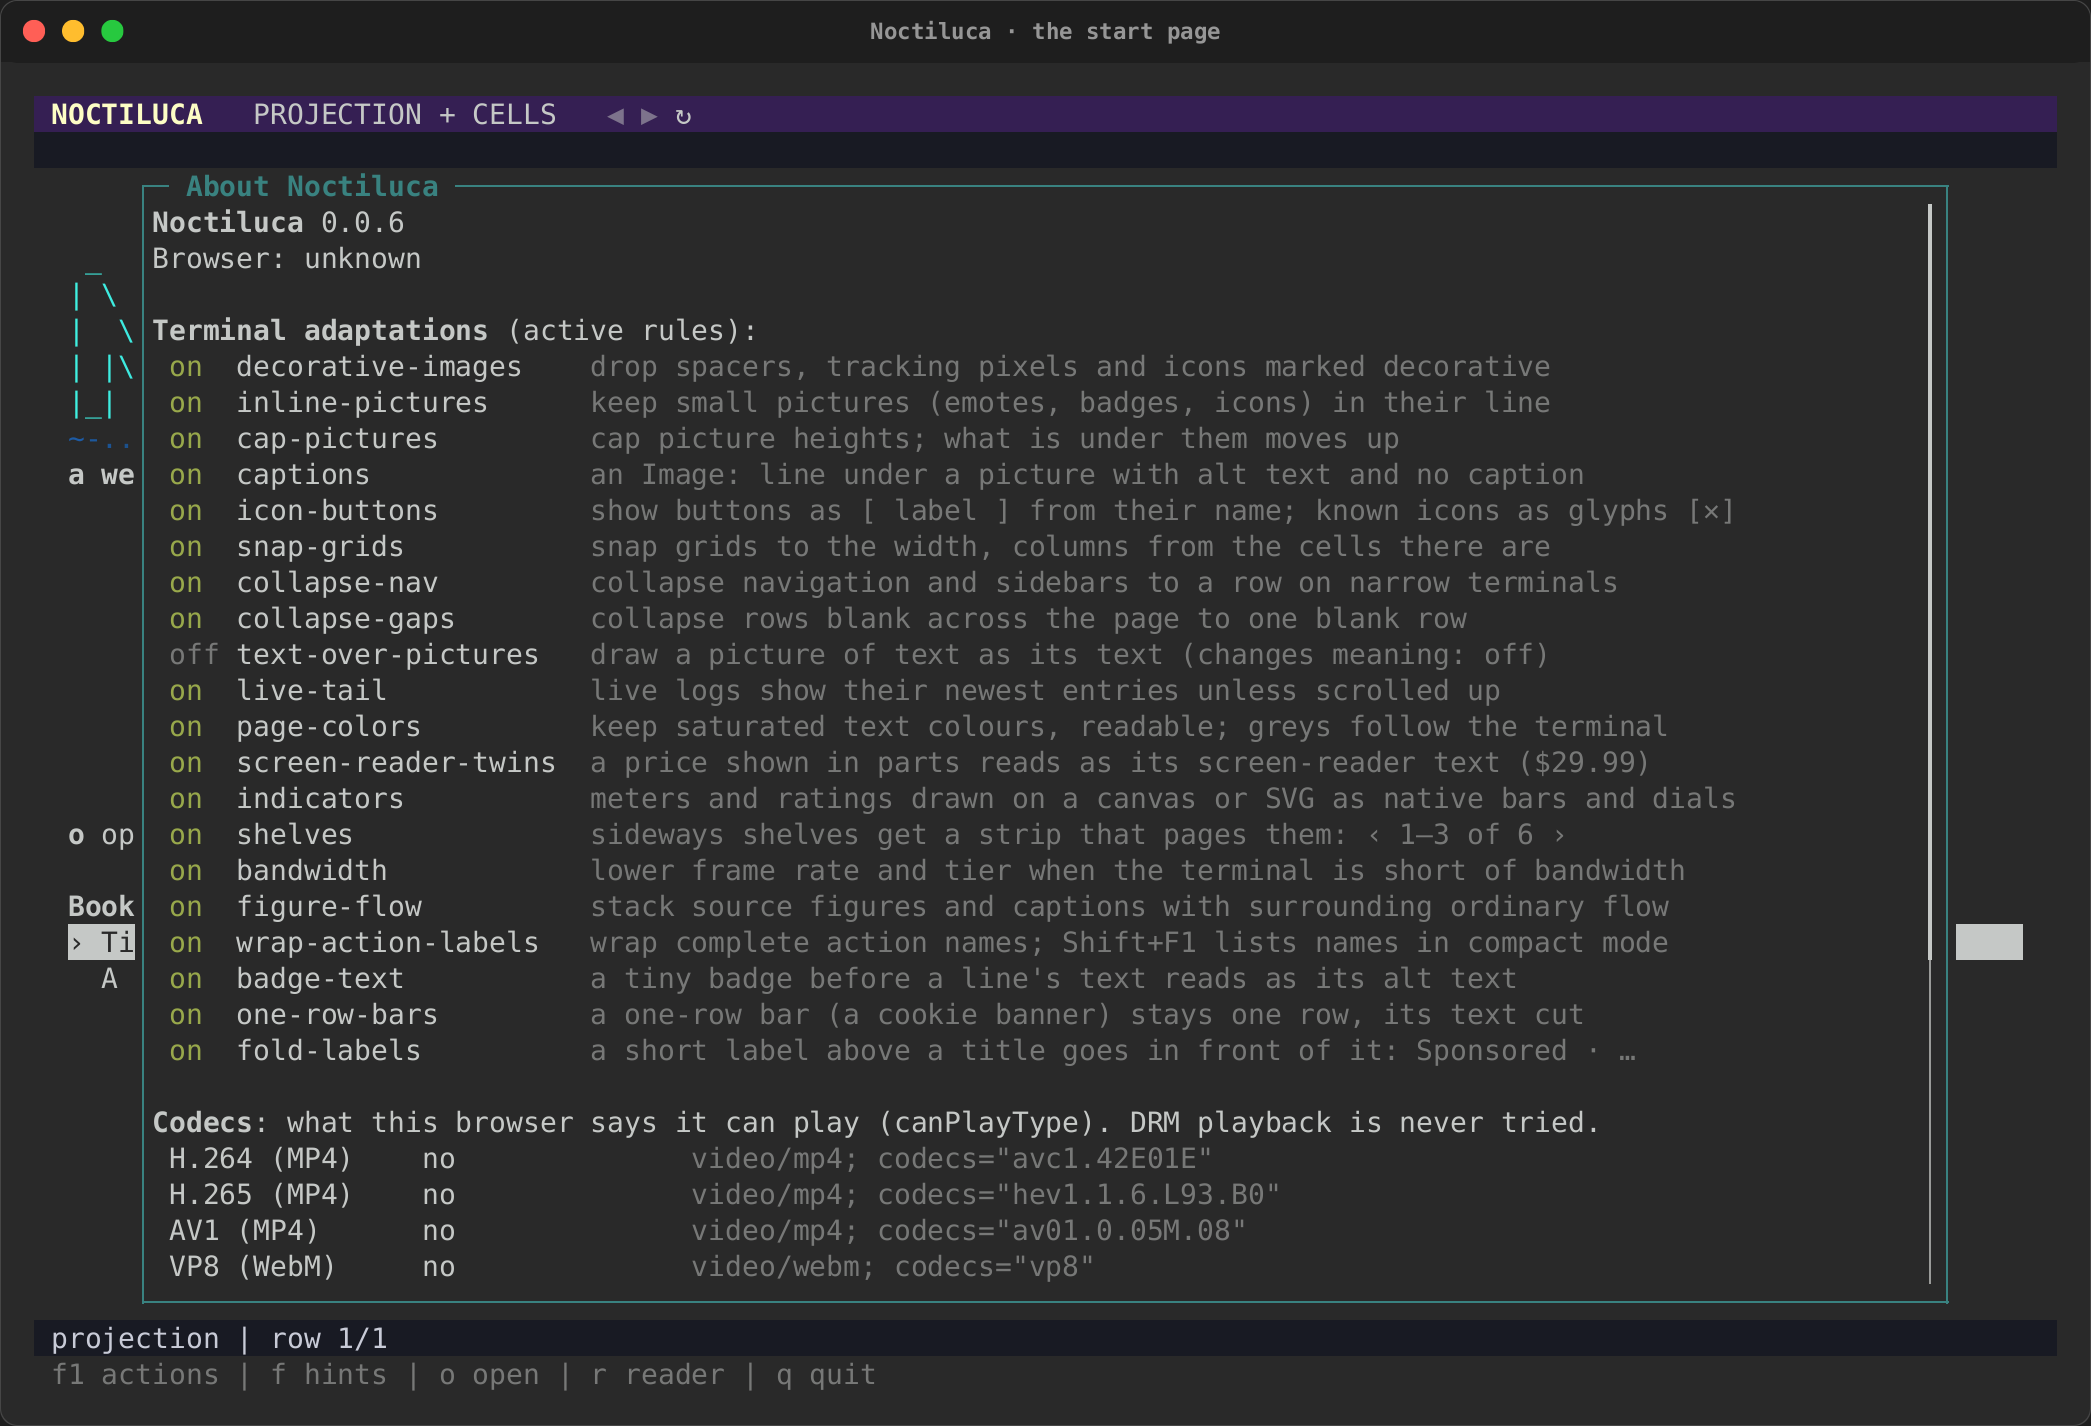 Noctiluca · the start page
NOCTILUCA PROJECTION + CELLS ◀ ▶ ↻
About Noctiluca
Noctiluca 0.0.6
Browser: unknown
Terminal adaptations (active rules):
on decorative-images drop spacers, tracking pixels and icons marked decorative
on inline-pictures keep small pictures (emotes, badges, icons) in their line
on cap-pictures cap picture heights; what is under them moves up
a we on captions an Image: line under a picture with alt text and no caption
on icon-buttons show buttons as [ label ] from their name; known icons as glyphs [×]
on snap-grids snap grids to the width, columns from the cells there are
on collapse-nav collapse navigation and sidebars to a row on narrow terminals
on collapse-gaps collapse rows blank across the page to one blank row
off text-over-pictures draw a picture of text as its text (changes meaning: off)
on live-tail live logs show their newest entries unless scrolled up
on page-colors keep saturated text colours, readable; greys follow the terminal
on screen-reader-twins a price shown in parts reads as its screen-reader text ($29.99)
on indicators meters and ratings drawn on a canvas or SVG as native bars and dials
o op on shelves sideways shelves get a strip that pages them: ‹ 1–3 of 6 ›
on bandwidth lower frame rate and tier when the terminal is short of bandwidth
Book on figure-flow stack source figures and captions with surrounding ordinary flow
› Ti on wrap-action-labels wrap complete action names; Shift+F1 lists names in compact mode
A on badge-text a tiny badge before a line's text reads as its alt text
on one-row-bars a one-row bar (a cookie banner) stays one row, its text cut
on fold-labels a short label above a title goes in front of it: Sponsored · …
Codecs: what this browser says it can play (canPlayType). DRM playback is never tried.
H.264 (MP4) no video/mp4; codecs="avc1.42E01E"
H.265 (MP4) no video/mp4; codecs="hev1.1.6.L93.B0"
AV1 (MP4) no video/mp4; codecs="av01.0.05M.08"
VP8 (WebM) no video/webm; codecs="vp8"
projection | row 1/1
f1 actions | f hints | o open | r reader | q quit